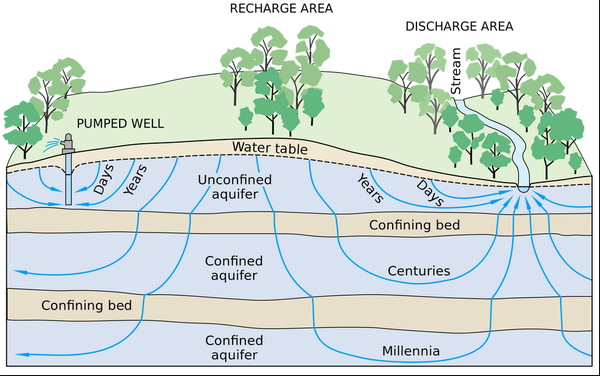 RECHARGE AREA
DISCHARGE AREA
Stream
PUMPED WELL
Water table
Days
Years
Unconfined
aquifer
Years
Days
Confining bed
Confined
aquifer
Centuries
Confining bed
Confined
aquifer
Millennia